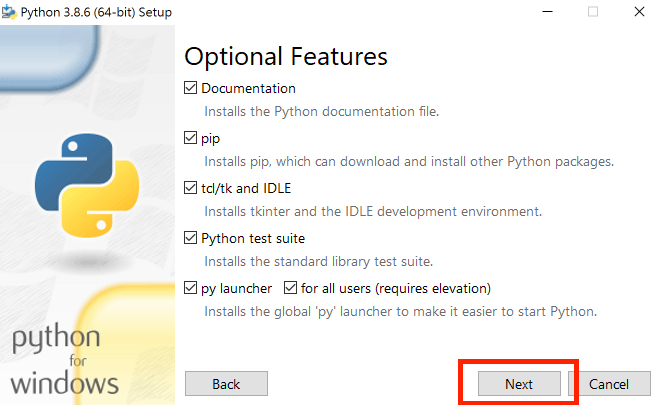 Python 3.8.6 (64-bit) Setup
Optional Features
Documentation
Installs the Python documentation file.
pip
Installs pip, which can download and install other Python packages.
tcl/tk and IDLE
Installs tkinter and the IDLE development environment.
Python test suite
Installs the standard library test suite.
py launcher for all users (requires elevation)
Installs the global 'py' launcher to make it easier to start Python.
python
for
windows
Back Next Cancel